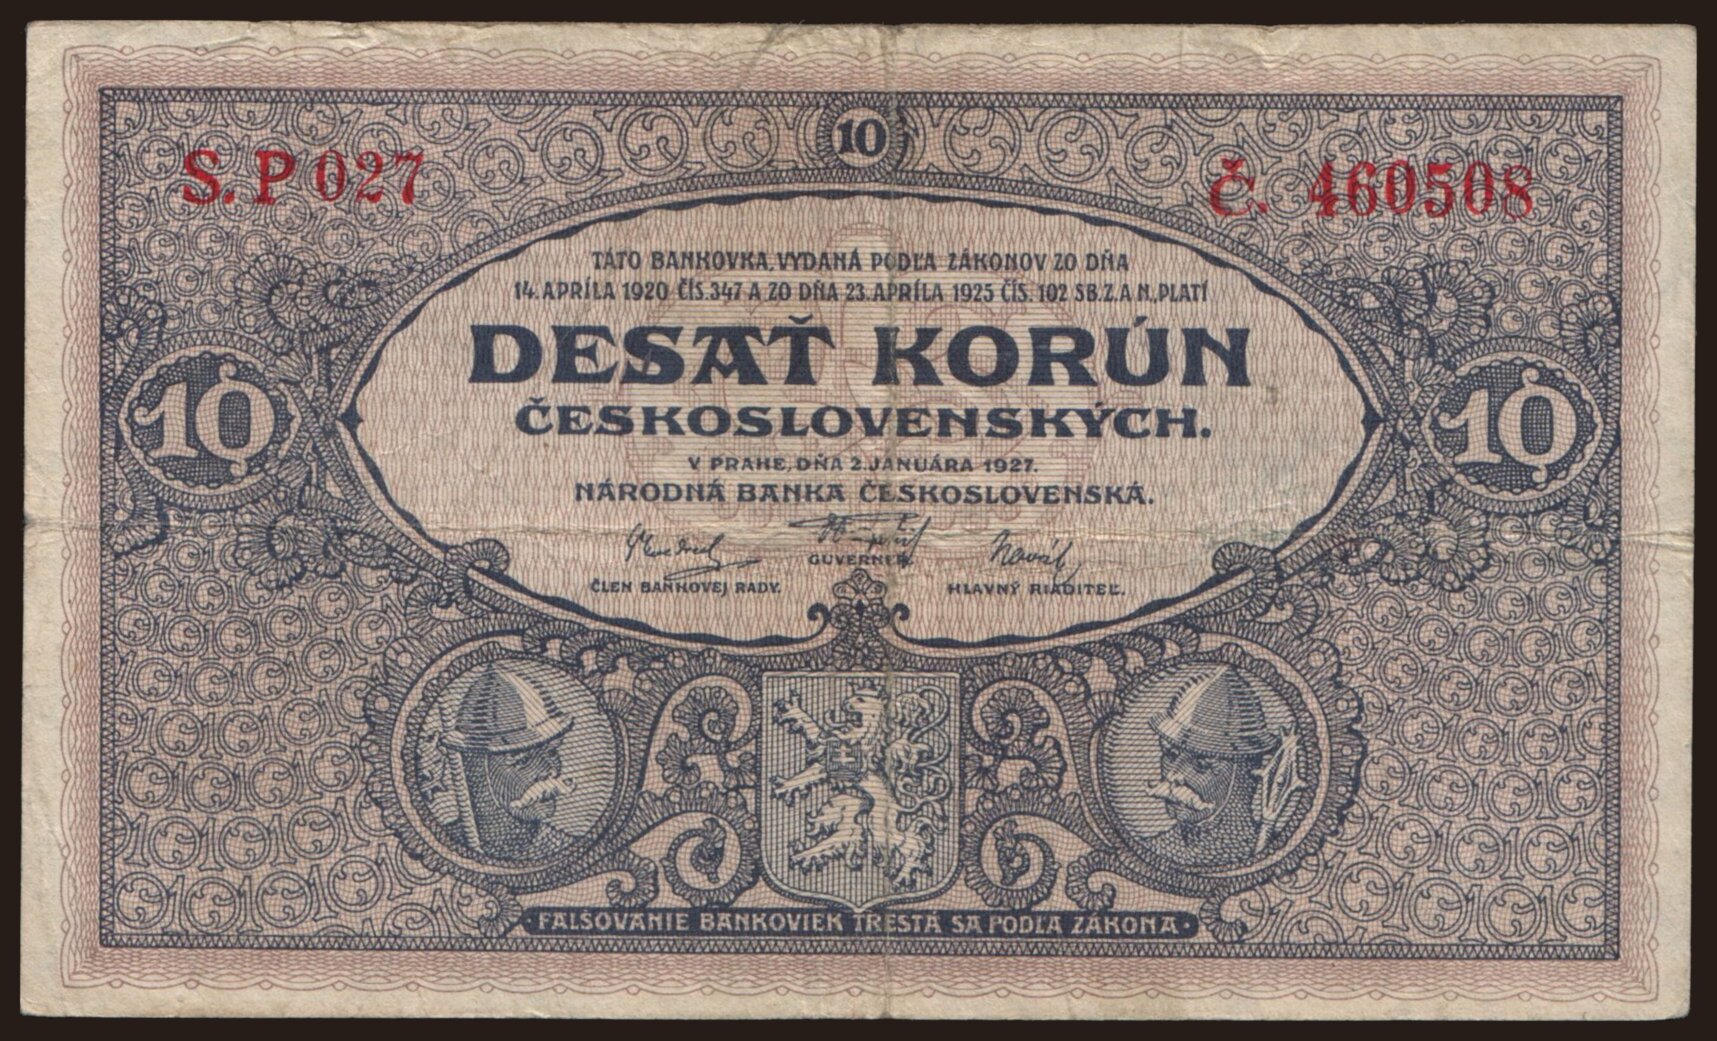 10
S. P 027
Č. 460508
TÁTO BANKOVKA, VYDANÁ PODĽA ZÁKONOV ZO DŇA
14. APRÍLA 1920 ČÍS. 347 A ZO DŇA 23. APRÍLA 1925 ČÍS. 102 SB. Z. A N. PLATÍ
DESAŤ KORÚN
ČESKOSLOVENSKÝCH.
10
10
V PRAHE, DŇA 2. JANUÁRA 1927.
NÁRODNÁ BANKA ČESKOSLOVENSKÁ.
GUVERNER.
ČLEN BANKOVEJ RADY.
HLAVNÝ RIADITEĽ.
· FALŠOVANIE BANKOVIEK TRESTÁ SA PODĽA ZÁKONA ·